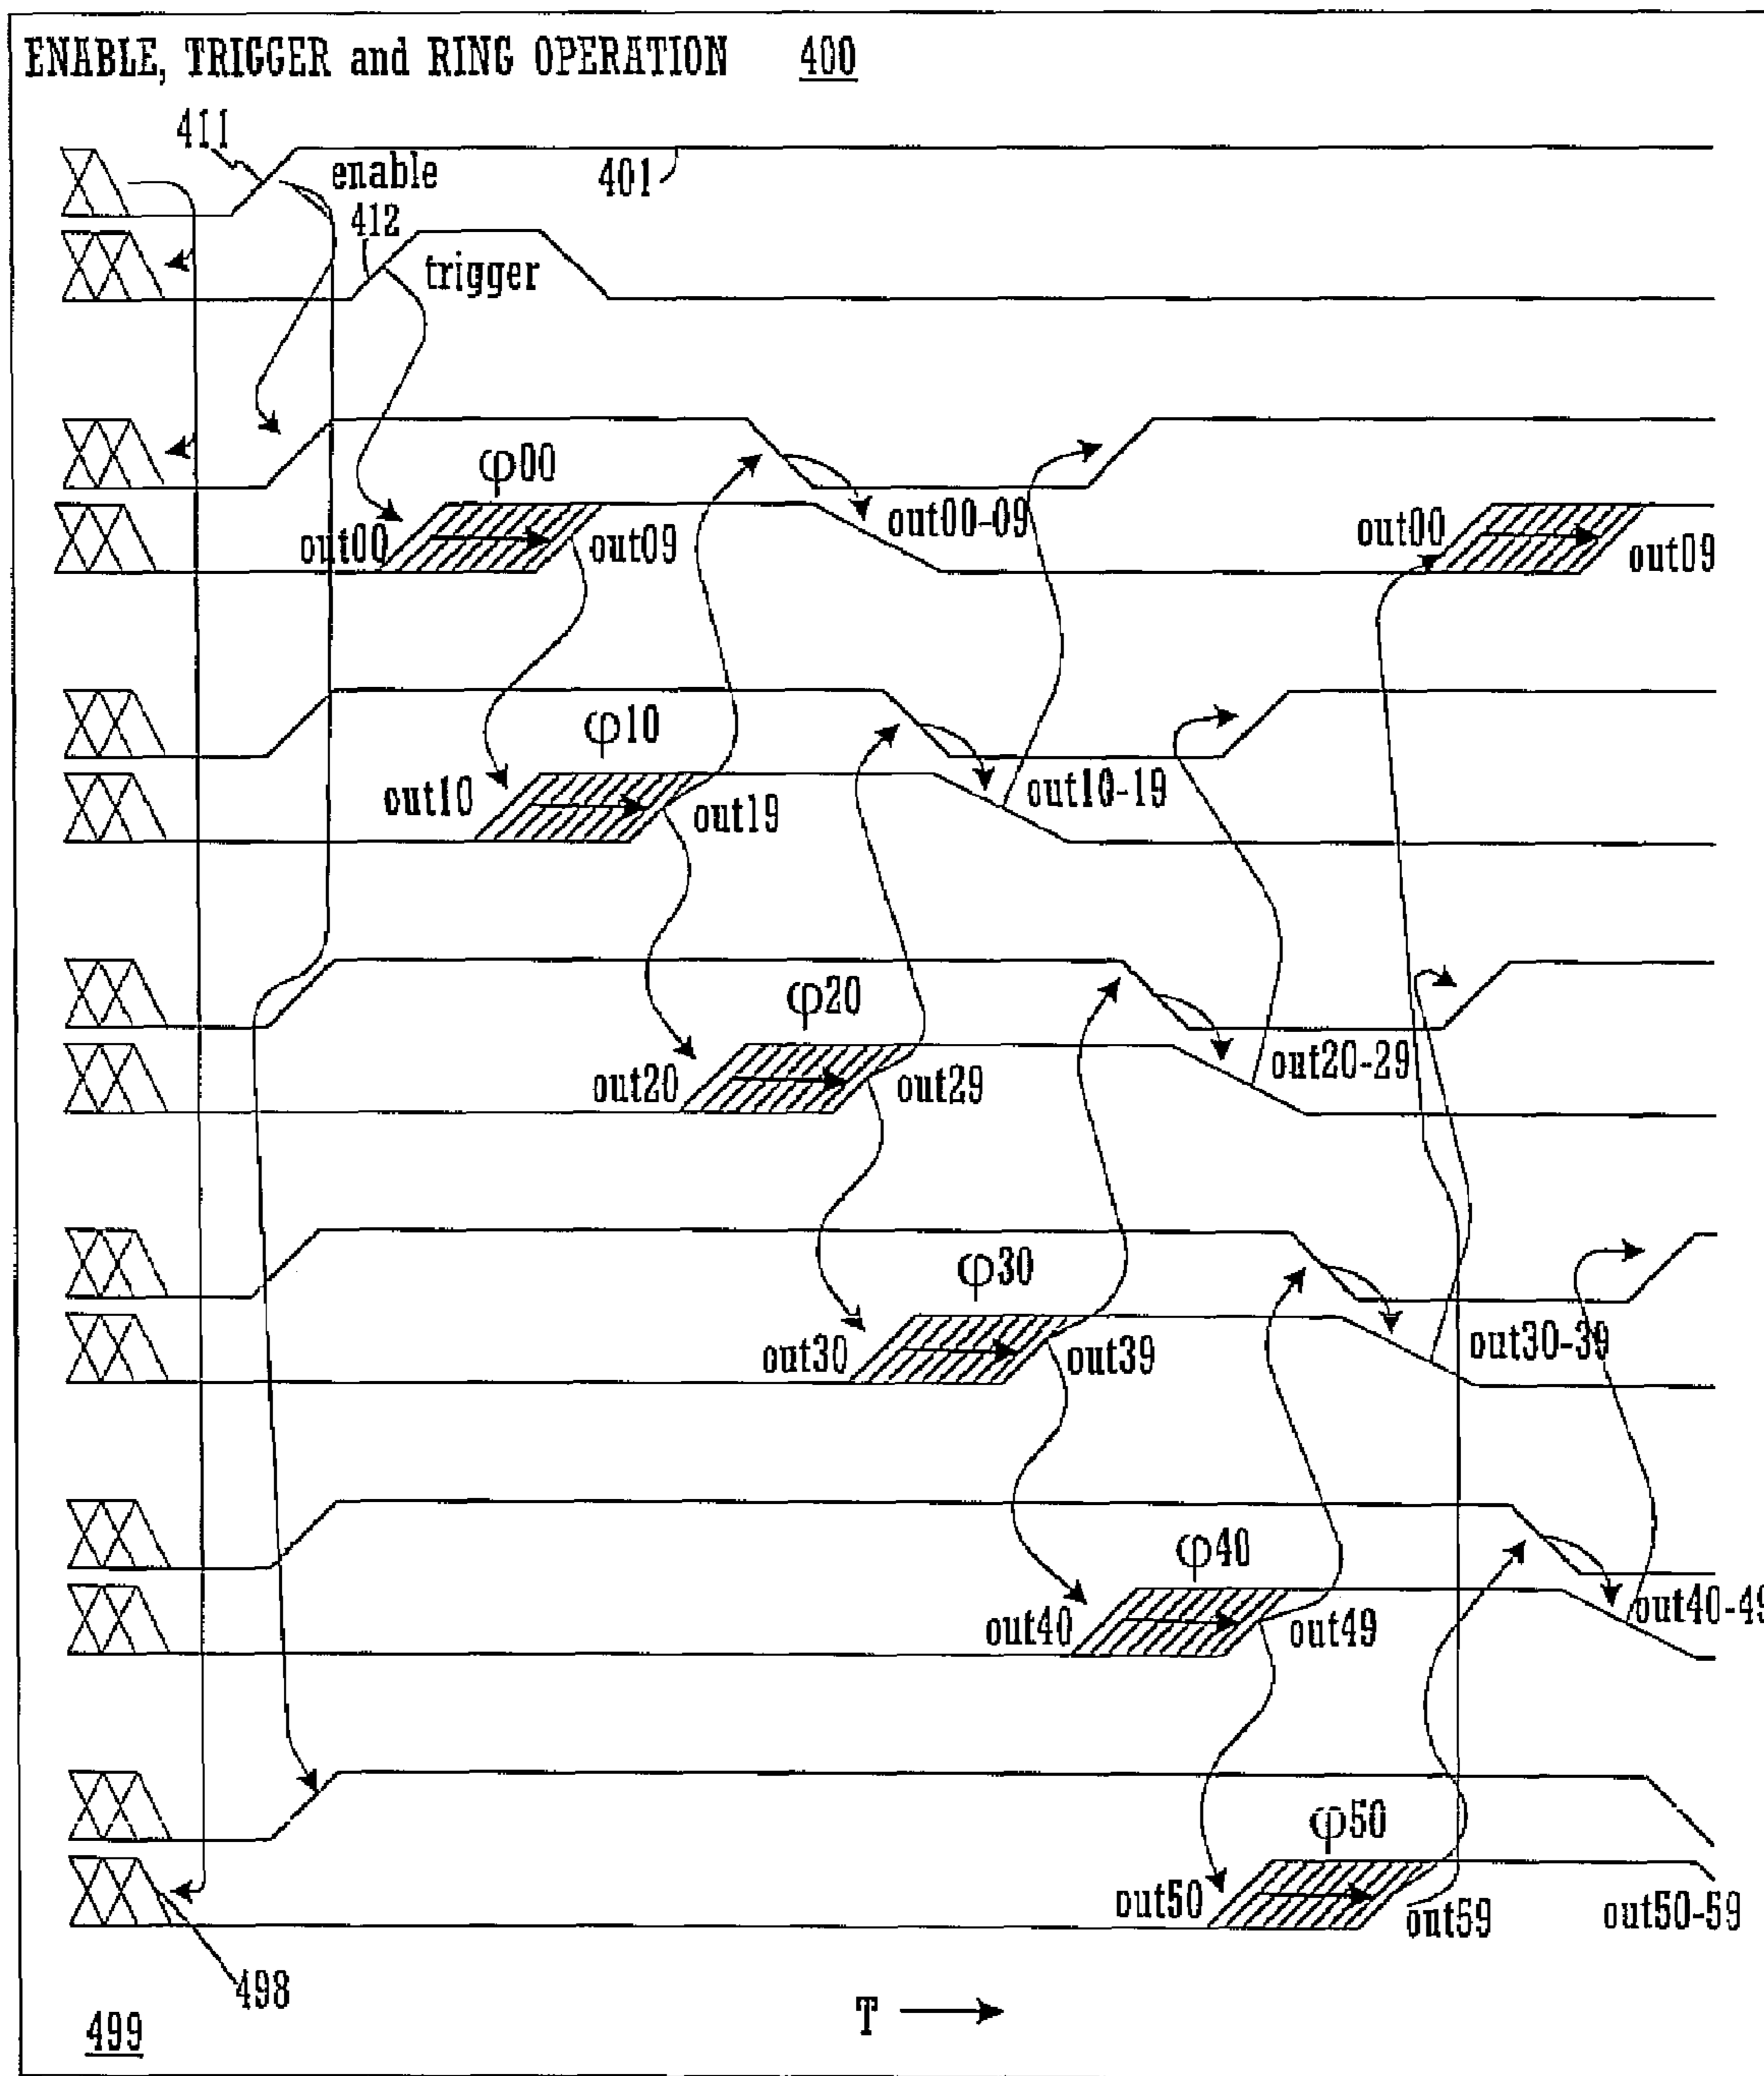 ENABLE, TRIGGER and RING OPERATION 400
411
enable
401
412
trigger
φ00
out00
out09
out00-09
out00
out09
φ10
out10
out19
out10-19
φ20
out20
out29
out20-29
φ30
out30
out39
out30-39
φ40
out40
out49
out40-49
φ50
out50
out59
out50-59
498
499
T